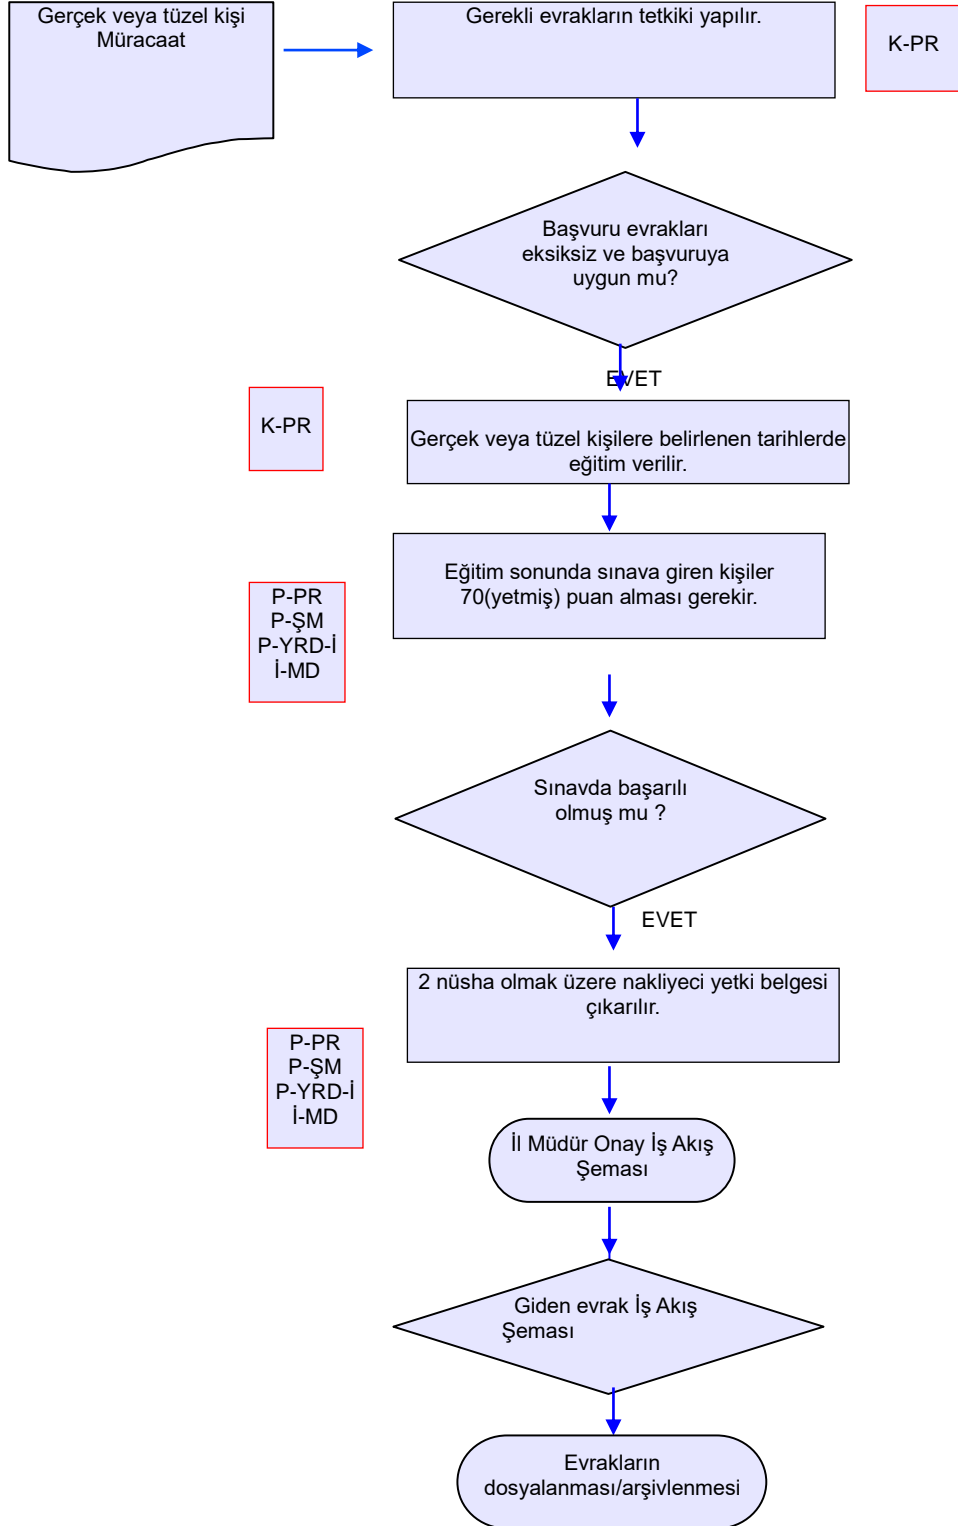 Gerçek veya tüzel kişi
Müracaat
Gerekli evrakların tetkiki yapılır.
K-PR
Başvuru evrakları
eksiksiz ve başvuruya
uygun mu?
EVET
K-PR
Gerçek veya tüzel kişilere belirlenen tarihlerde
eğitim verilir.
Eğitim sonunda sınava giren kişiler
70(yetmiş) puan alması gerekir.
P-PR
P-ŞM
P-YRD-İ
İ-MD
Sınavda başarılı
olmuş mu ?
EVET
2 nüsha olmak üzere nakliyeci yetki belgesi
çıkarılır.
P-PR
P-ŞM
P-YRD-İ
İ-MD
İl Müdür Onay İş Akış
Şeması
Giden evrak İş Akış
Şeması
Evrakların
dosyalanması/arşivlenmesi